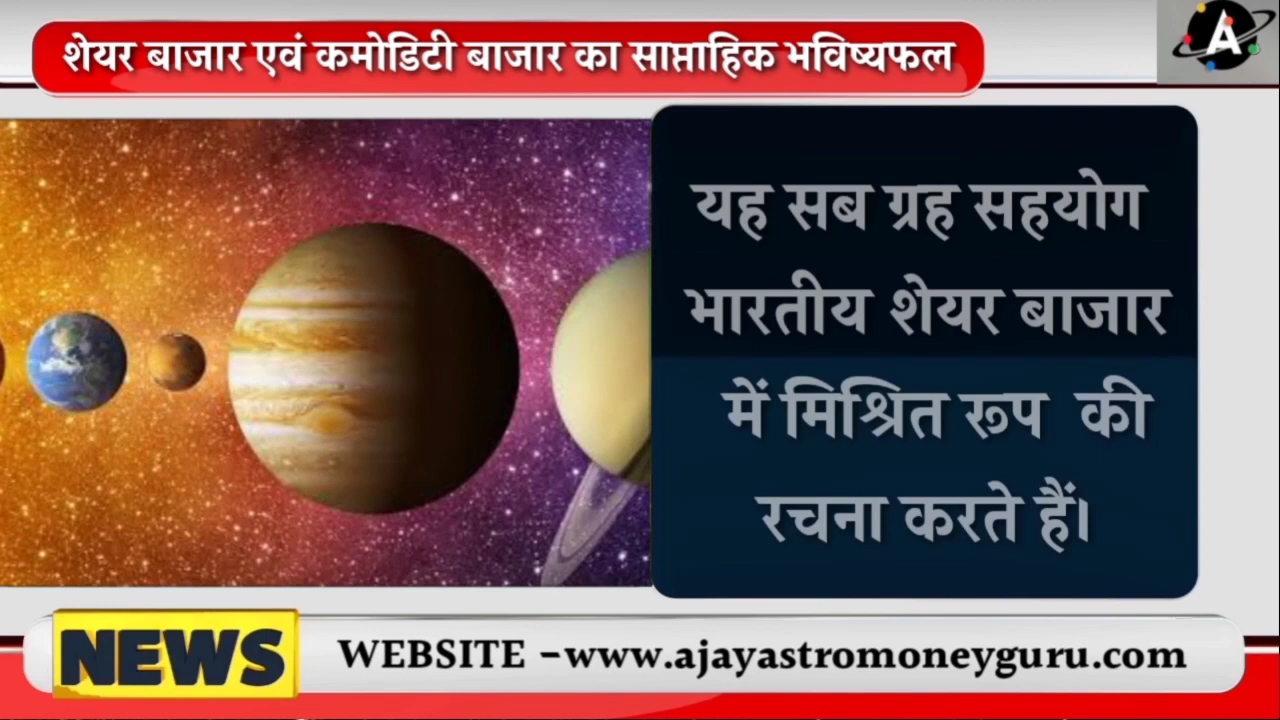 शेयर बाजार एवं कमोडिटी बाजार का साप्ताहिक भविष्यफल
A
यह सब ग्रह सहयोग
भारतीय शेयर बाजार
में मिश्रित रूप की
रचना करते हैं।
NEWS
WEBSITE -www.ajayastromoneyguru.com